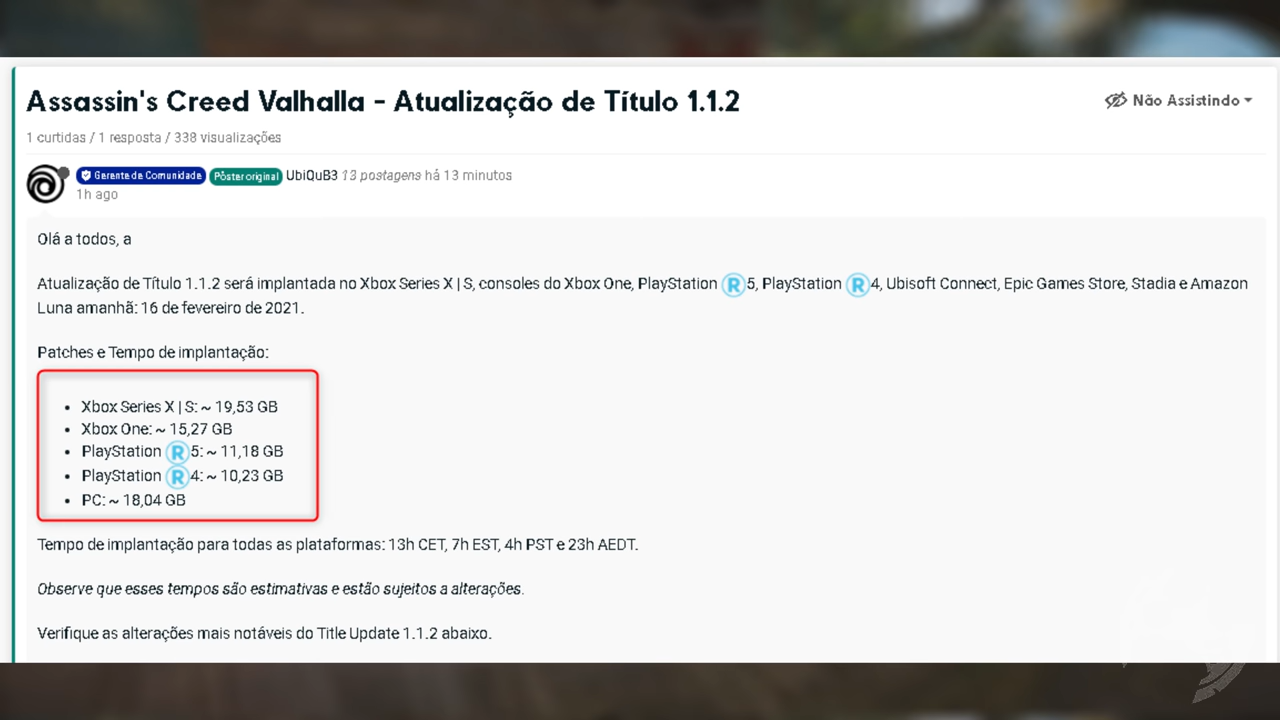 Assassin's Creed Valhalla - Atualização de Título 1.1.2
Não Assistindo
1 curtidas / 1 resposta / 338 visualizações
Gerente de Comunidade Pôster original UbiQuB3 13 postagens há 13 minutos
1h ago
Olá a todos, a
Atualização de Título 1.1.2 será implantada no Xbox Series X | S, consoles do Xbox One, PlayStation R 5, PlayStation R 4, Ubisoft Connect, Epic Games Store, Stadia e Amazon
Luna amanhã: 16 de fevereiro de 2021.
Patches e Tempo de implantação:
• Xbox Series X | S: ~ 19,53 GB
• Xbox One: ~ 15,27 GB
• PlayStation R 5: ~ 11,18 GB
• PlayStation R 4: ~ 10,23 GB
• PC: ~ 18,04 GB
Tempo de implantação para todas as plataformas: 13h CET, 7h EST, 4h PST e 23h AEDT.
Observe que esses tempos são estimativas e estão sujeitos a alterações.
Verifique as alterações mais notáveis do Title Update 1.1.2 abaixo.